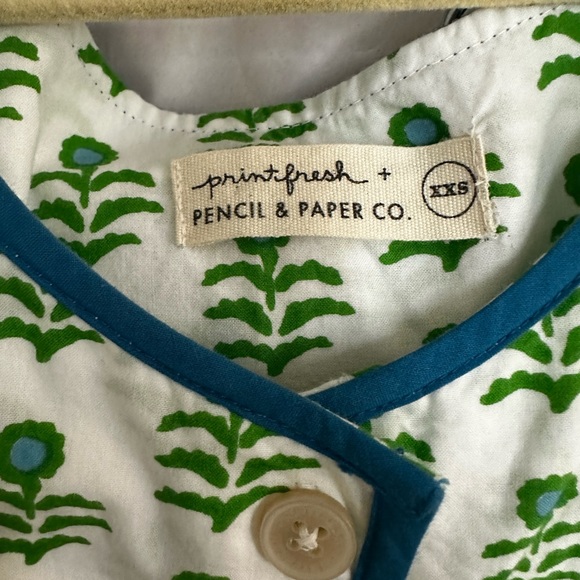 printfresh +
PENCIL & PAPER CO.
XXS